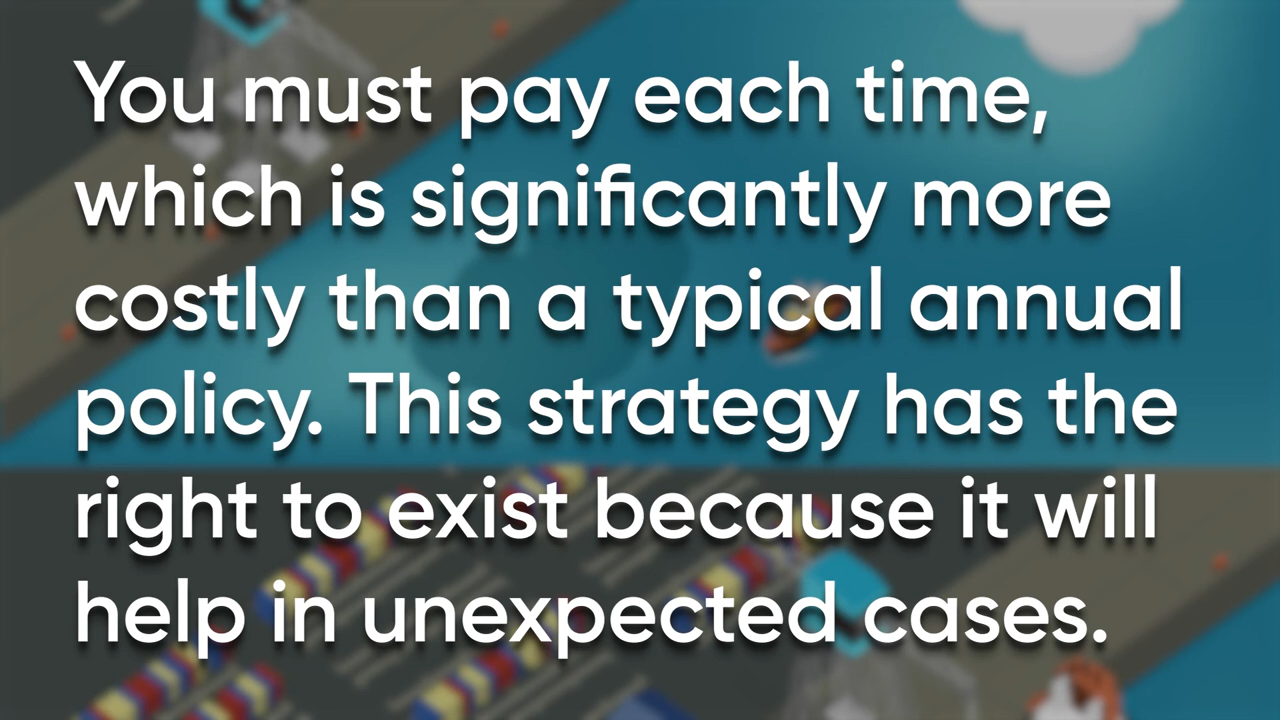 You must pay each time,
which is significantly more
costly than a typical annual
policy. This strategy has the
right to exist because it will
help in unexpected cases.